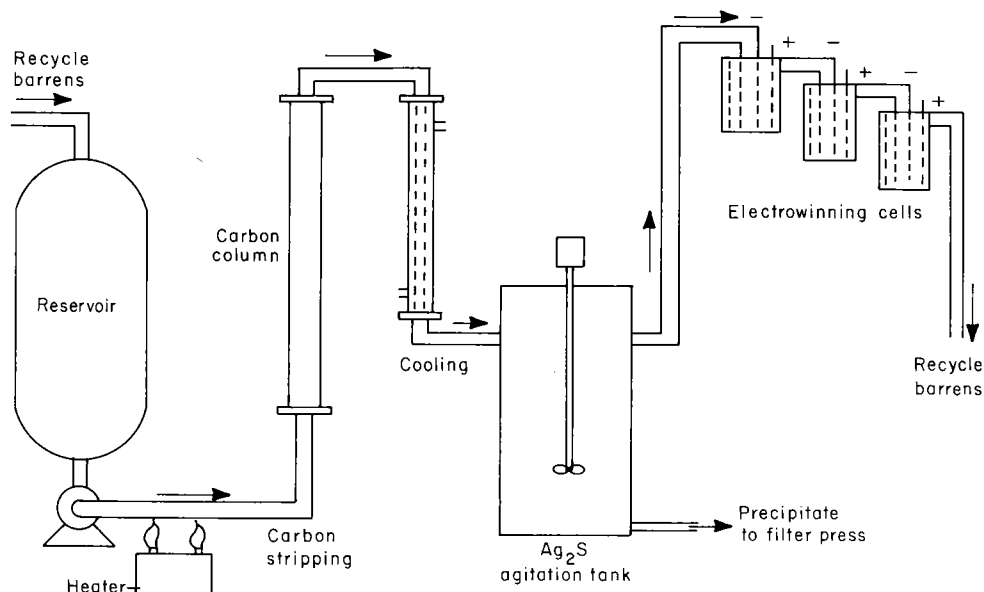 Recycle
barrens
Reservoir
Heater
Carbon
stripping
Carbon
column
Cooling
Ag2S
agitation tank
Precipitate
to filter press
Electrowinning cells
- + - + - +
Recycle
barrens